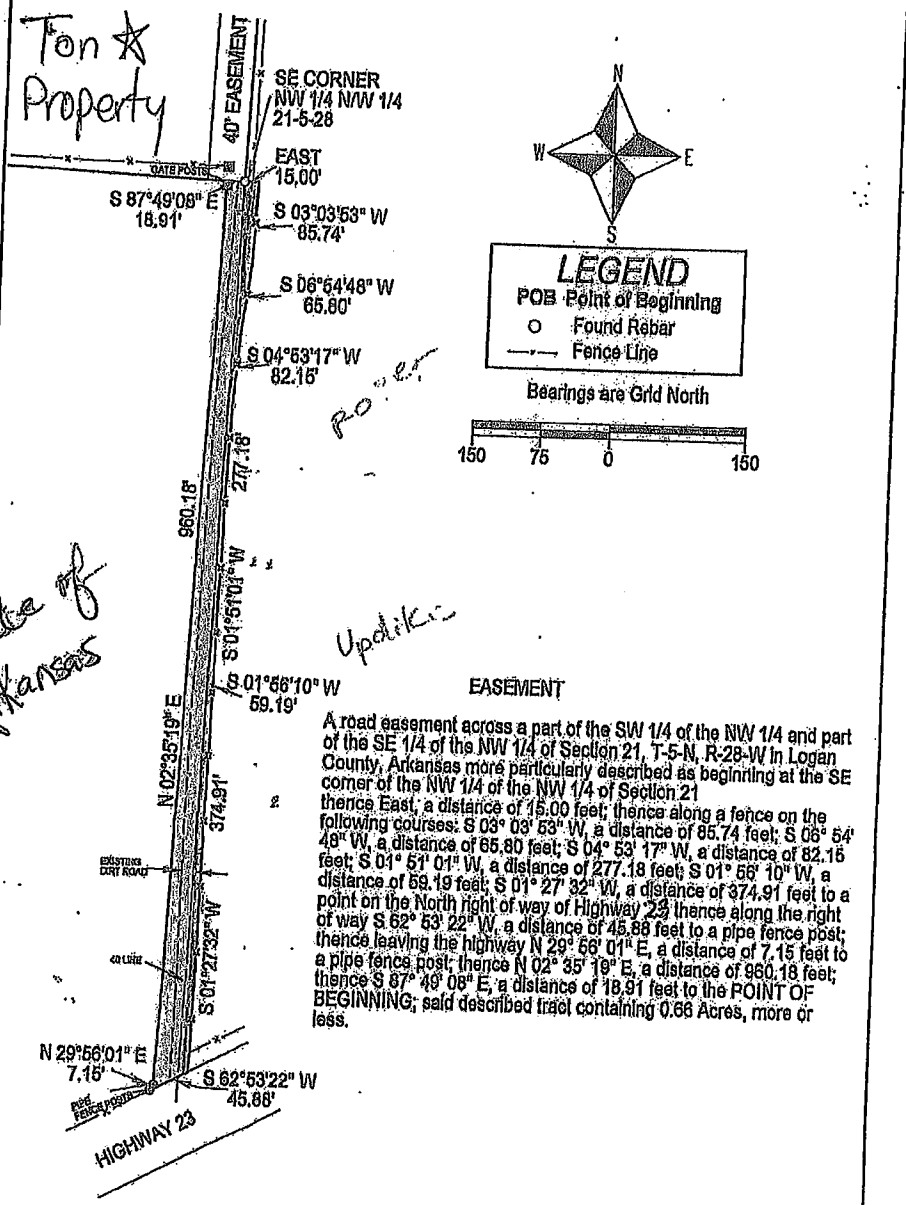 Ton ☆
Property
40' EASEMENT
SE CORNER
NW 1/4 N/W 1/4
21-5-28
EAST
15.00'
GATE POSTS
S 87°49'08" E
18.91'
S 03°03'53" W
85.74'
S 06°54'48" W
65.80'
S 04°53'17" W
82.15'
277.18'
S 01°51'01" W
960.18'
N 02°35'19" E
S 01°56'10" W
59.19'
374.91'
S 01°27'32" W
EXISTING
DIRT ROAD
40 LINE
N 29°56'01" E
7.15'
PIPE
FENCE POSTS
S 62°53'22" W
45.88'
HIGHWAY 23
of
Kansas
N
W
E
S
LEGEND
POB Point of Beginning
Found Rebar
Fence Line
Bearings are Grid North
150 75 0 150
EASEMENT
A road easement across a part of the SW 1/4 of the NW 1/4 and part
of the SE 1/4 of the NW 1/4 of Section 21, T-5-N, R-28-W in Logan
County, Arkansas more particularly described as beginning at the SE
corner of the NW 1/4 of the NW 1/4 of Section 21
thence East, a distance of 15.00 feet; thence along a fence on the
following courses: S 03° 03' 53" W, a distance of 85.74 feet; S 06° 54'
48" W, a distance of 65.80 feet; S 04° 53' 17" W, a distance of 82.15
feet; S 01° 51' 01" W, a distance of 277.18 feet; S 01° 56' 10" W, a
distance of 59.19 feet; S 01° 27' 32" W, a distance of 374.91 feet to a
point on the North right of way of Highway 23; thence along the right
of way S 62° 53' 22" W, a distance of 45.88 feet to a pipe fence post;
thence leaving the highway N 29° 56' 01" E, a distance of 7.15 feet to
a pipe fence post; thence N 02° 35' 19" E, a distance of 960.18 feet;
thence S 87° 49' 08" E, a distance of 18.91 feet to the POINT OF
BEGINNING; said described tract containing 0.66 Acres, more or
less.